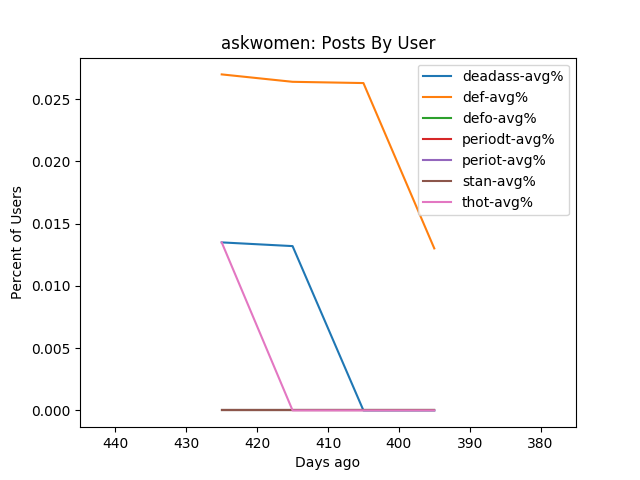 askwomen: Posts By User
deadass-avg%
def-avg%
defo-avg%
periodt-avg%
periot-avg%
stan-avg%
thot-avg%
Percent of Users
0.025
0.020
0.015
0.010
0.005
0.000
440 430 420 410 400 390 380
Days ago